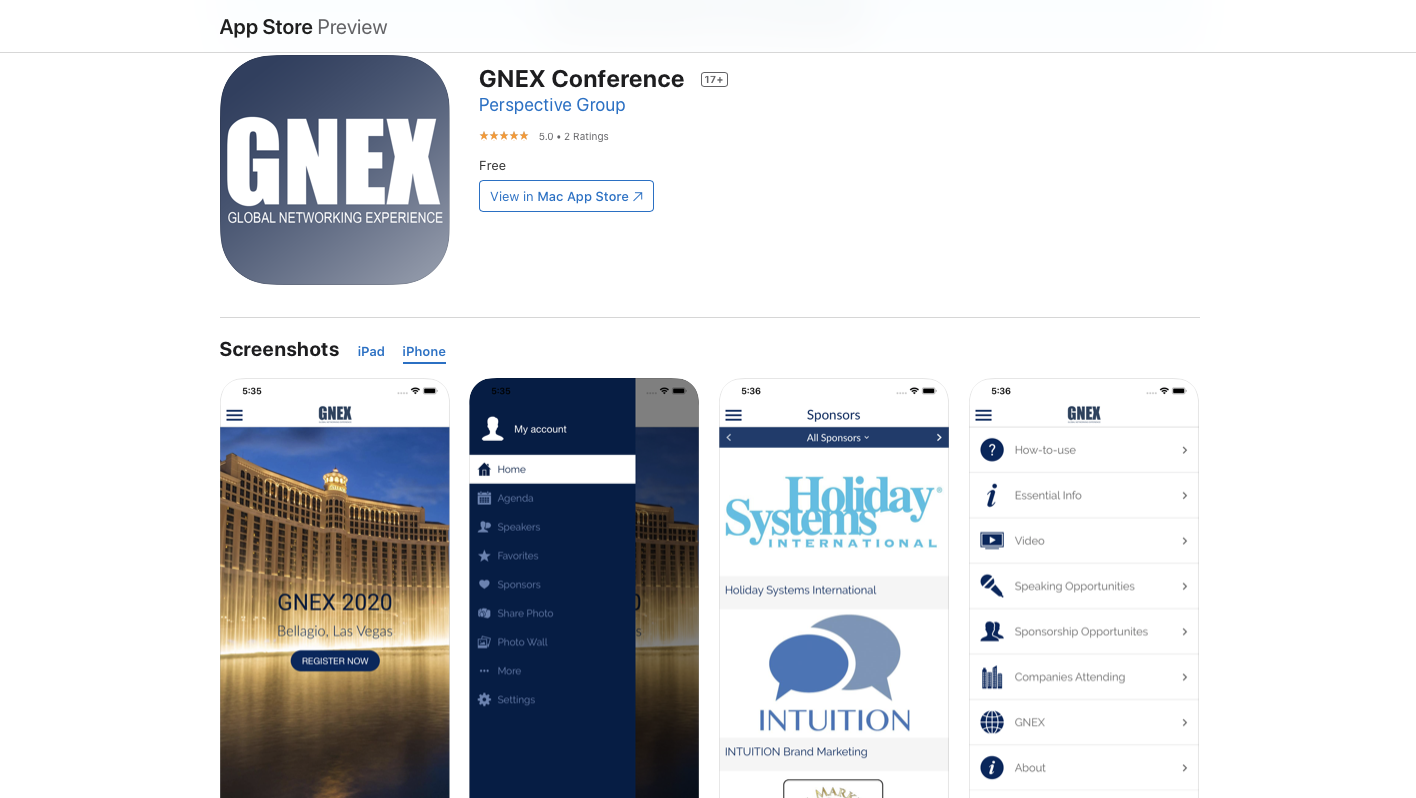 App Store Preview
GNEX
GLOBAL NETWORKING EXPERIENCE
GNEX Conference 17+
Perspective Group
5.0 • 2 Ratings
Free
View in Mac App Store
Screenshots iPad iPhone
5:35
GNEX
GNEX 2020
Bellagio, Las Vegas
REGISTER NOW
5:35
My account
Home
Agenda
Speakers
Favorites
Sponsors
Share Photo
Photo Wall
More
Settings
5:36
Sponsors
All Sponsors
Holiday
Systems
INTERNATIONAL
Holiday Systems International
INTUITION
INTUITION Brand Marketing
5:36
GNEX
How-to-use
Essential Info
Video
Speaking Opportunities
Sponsorship Opportunites
Companies Attending
GNEX
About